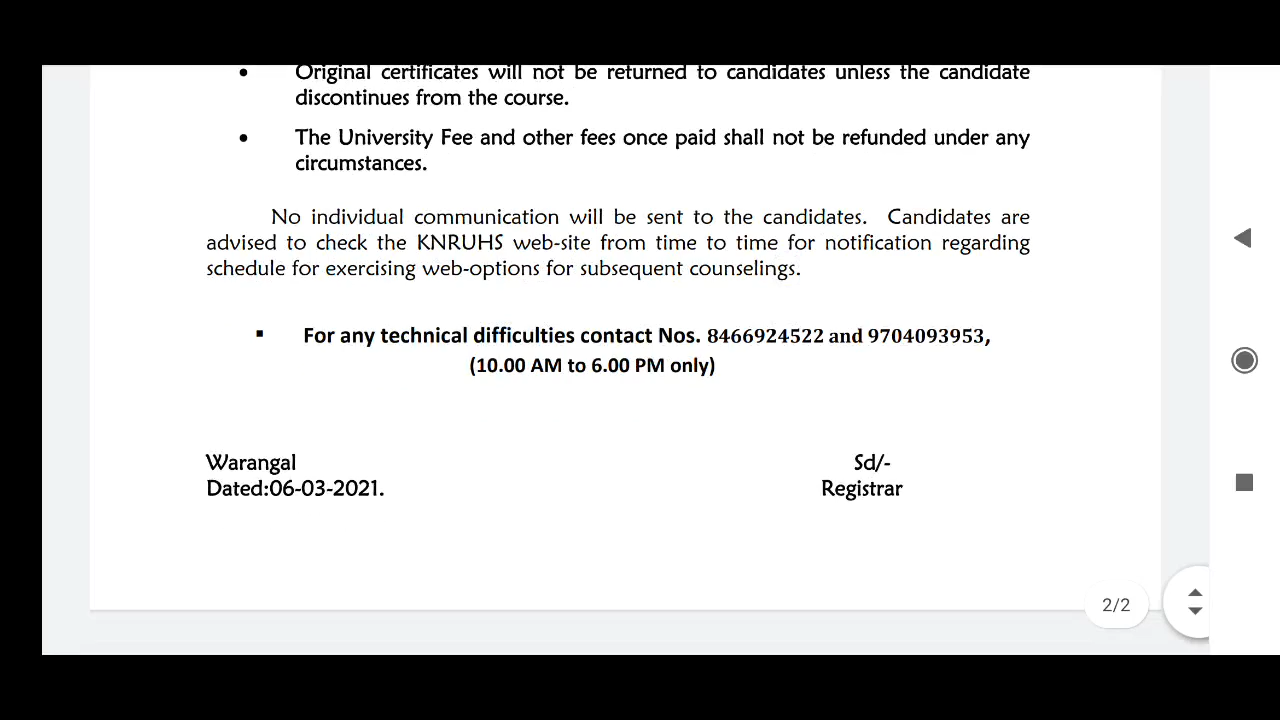 • Original certificates will not be returned to candidates unless the candidate
discontinues from the course.
• The University Fee and other fees once paid shall not be refunded under any
circumstances.
No individual communication will be sent to the candidates. Candidates are
advised to check the KNRUHS web-site from time to time for notification regarding
schedule for exercising web-options for subsequent counselings.
▪ For any technical difficulties contact Nos. 8466924522 and 9704093953,
(10.00 AM to 6.00 PM only)
Warangal Sd/-
Dated:06-03-2021. Registrar
2/2